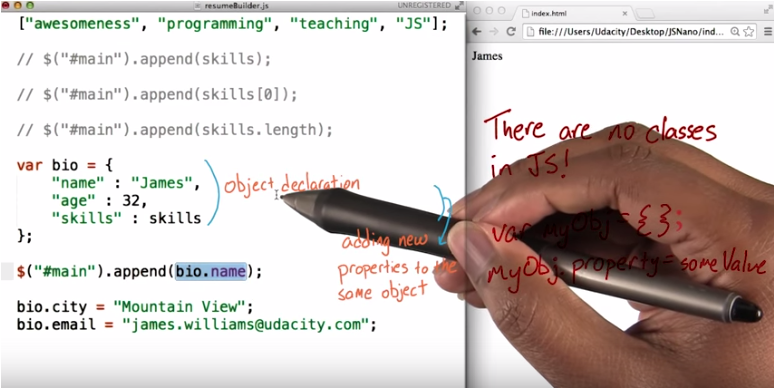 resumeBuilder.js
UNREGISTERED
["awesomeness", "programming", "teaching", "JS"];
// $("#main").append(skills);
// $("#main").append(skills[0]);
// $("#main").append(skills.length);
var bio = {
"name" : "James",
"age" : 32,
"skills" : skills
};
$("#main").append(bio.name);
bio.city = "Mountain View";
bio.email = "james.williams@udacity.com";
object declaration
adding new
properties to the
same object
index.html
file:///Users/Udacity/Desktop/JSNano/ind
James
There are no classes
in JS!
var myObj = {};
myObj.property = someValue